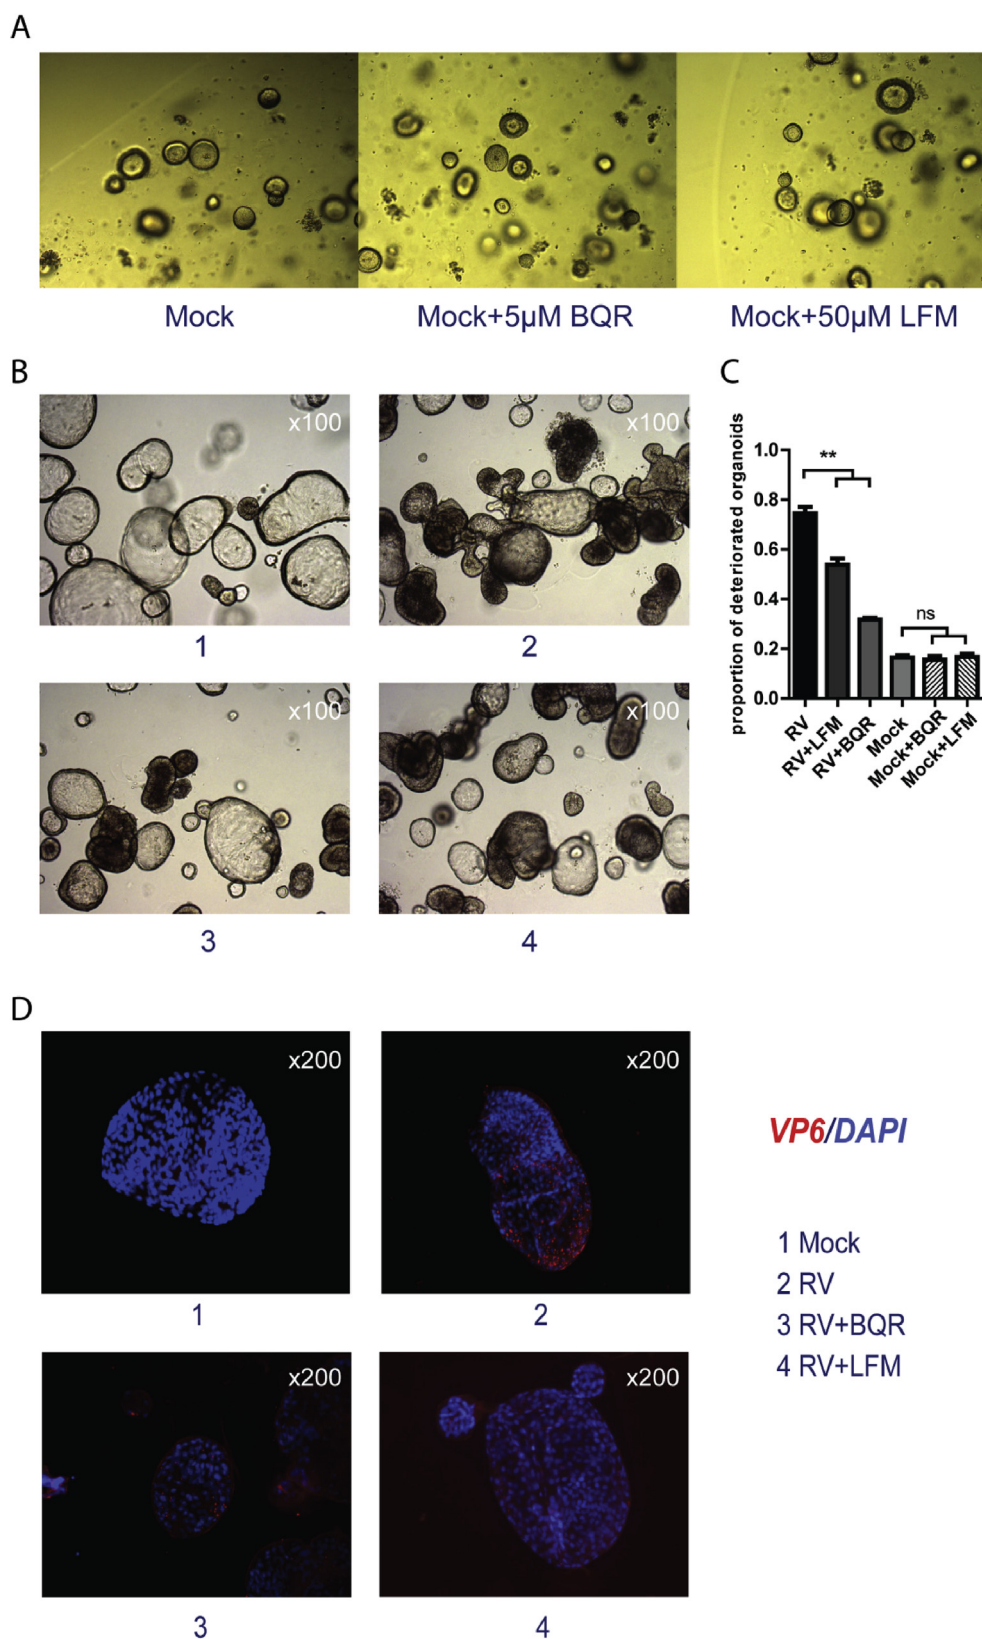 A
Mock
Mock+5µM BQR
Mock+50µM LFM
B
x100
1
x100
2
x100
3
x100
4
C
proportion of deteriorated organoids
1.0
0.8
0.6
0.4
0.2
0.0
**
ns
RV
RV+LFM
RV+BQR
Mock
Mock+BQR
Mock+LFM
D
x200
1
x200
2
x200
3
x200
4
VP6/DAPI
1 Mock
2 RV
3 RV+BQR
4 RV+LFM